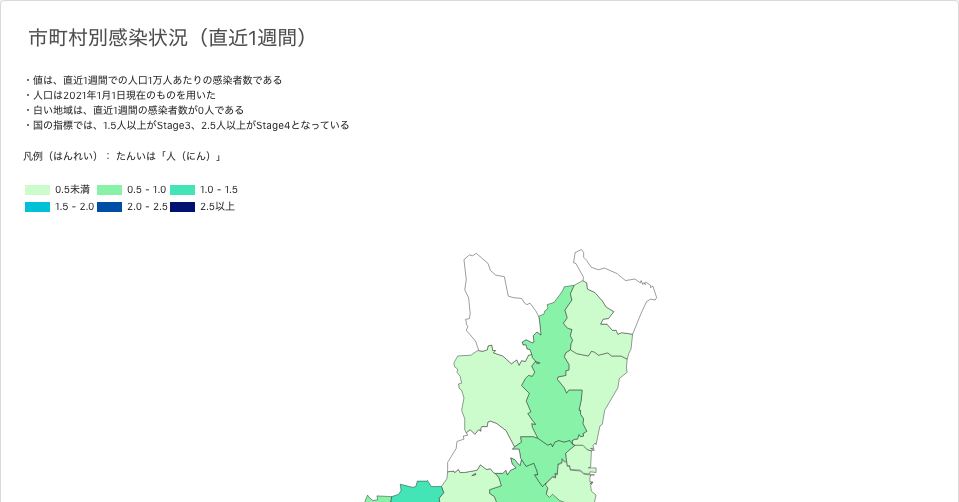 市町村別感染状況（直近1週間）
・値は、直近1週間での人口1万人あたりの感染者数である
・人口は2021年1月1日現在のものを用いた
・白い地域は、直近1週間の感染者数が0人である
・国の指標では、1.5人以上がStage3、2.5人以上がStage4となっている
凡例（はんれい）： たんいは「人（にん）」
0.5未満 0.5 - 1.0 1.0 - 1.5
1.5 - 2.0 2.0 - 2.5 2.5以上